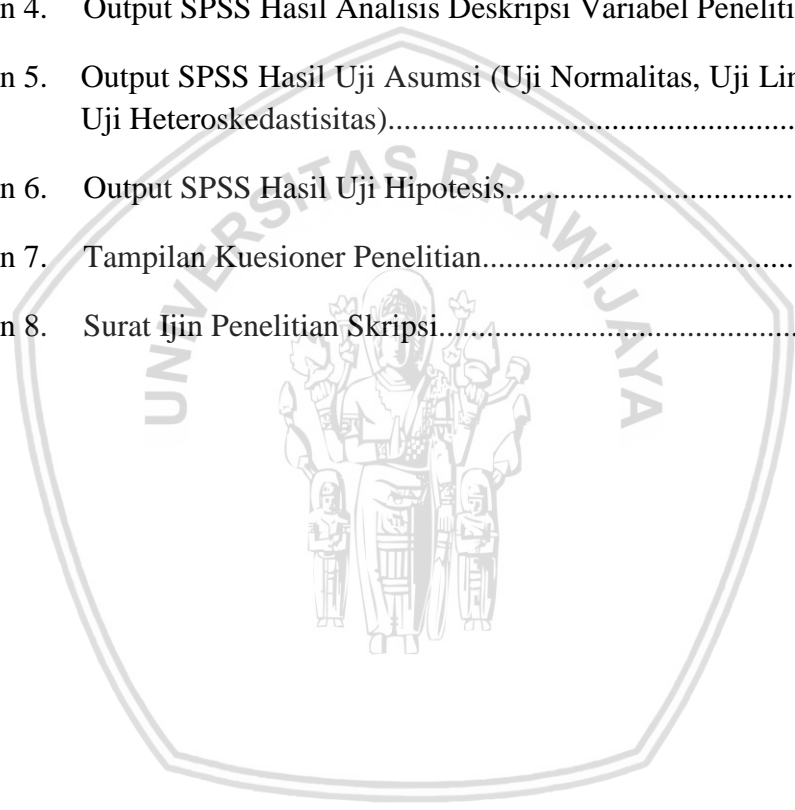 n 4. Output SPSS Hasil Analisis Deskripsi Variabel Peneliti
n 5. Output SPSS Hasil Uji Asumsi (Uji Normalitas, Uji Lin
Uji Heteroskedastisitas)....................................................
n 6. Output SPSS Hasil Uji Hipotesis.....................................
n 7. Tampilan Kuesioner Penelitian........................................
n 8. Surat Ijin Penelitian Skripsi..............................................
UNIVERSITAS BRAWIJAYA